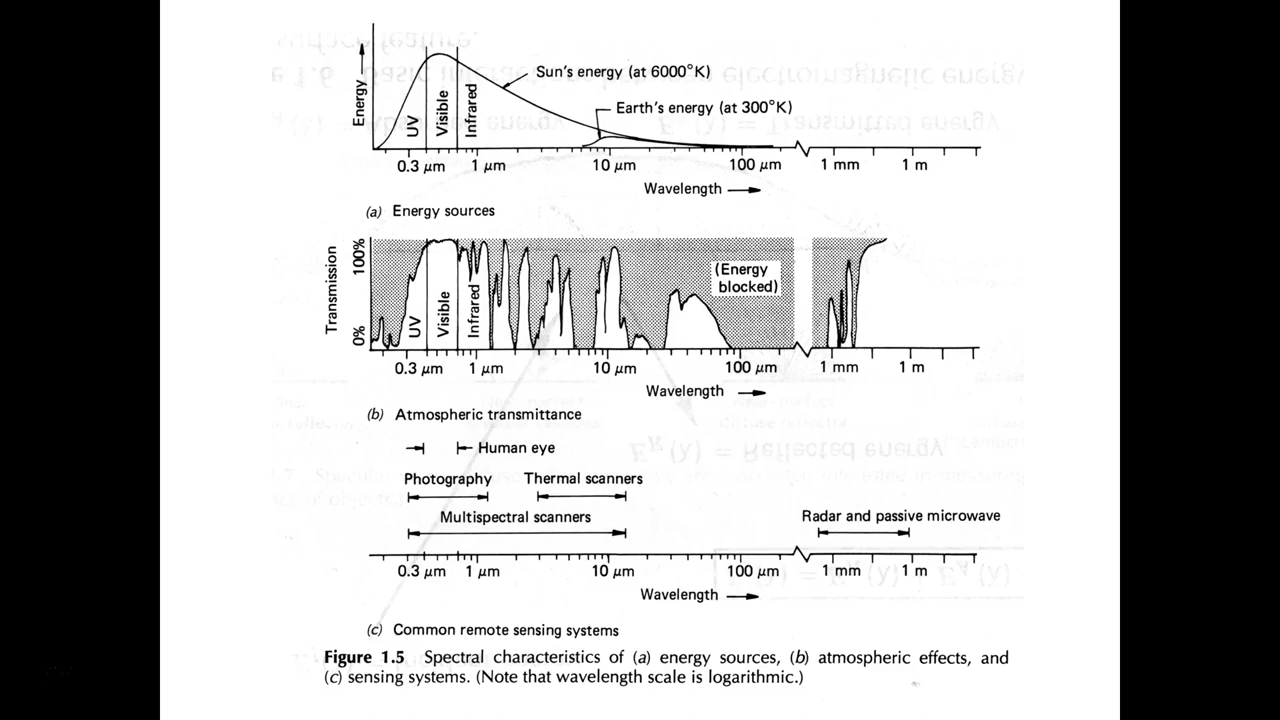 Energy
UV
Visible
Infrared
Sun's energy (at 6000°K)
Earth's energy (at 300°K)
0.3 μm 1 μm 10 μm 100 μm 1 mm 1 m
Wavelength
(a) Energy sources
Transmission
0% 100%
UV
Visible
Infrared
(Energy
blocked)
0.3 μm 1 μm 10 μm 100 μm 1 mm 1 m
Wavelength
(b) Atmospheric transmittance
Human eye
Photography Thermal scanners
Multispectral scanners Radar and passive microwave
0.3 μm 1 μm 10 μm 100 μm 1 mm 1 m
Wavelength
(c) Common remote sensing systems
Figure 1.5 Spectral characteristics of (a) energy sources, (b) atmospheric effects, and
(c) sensing systems. (Note that wavelength scale is logarithmic.)